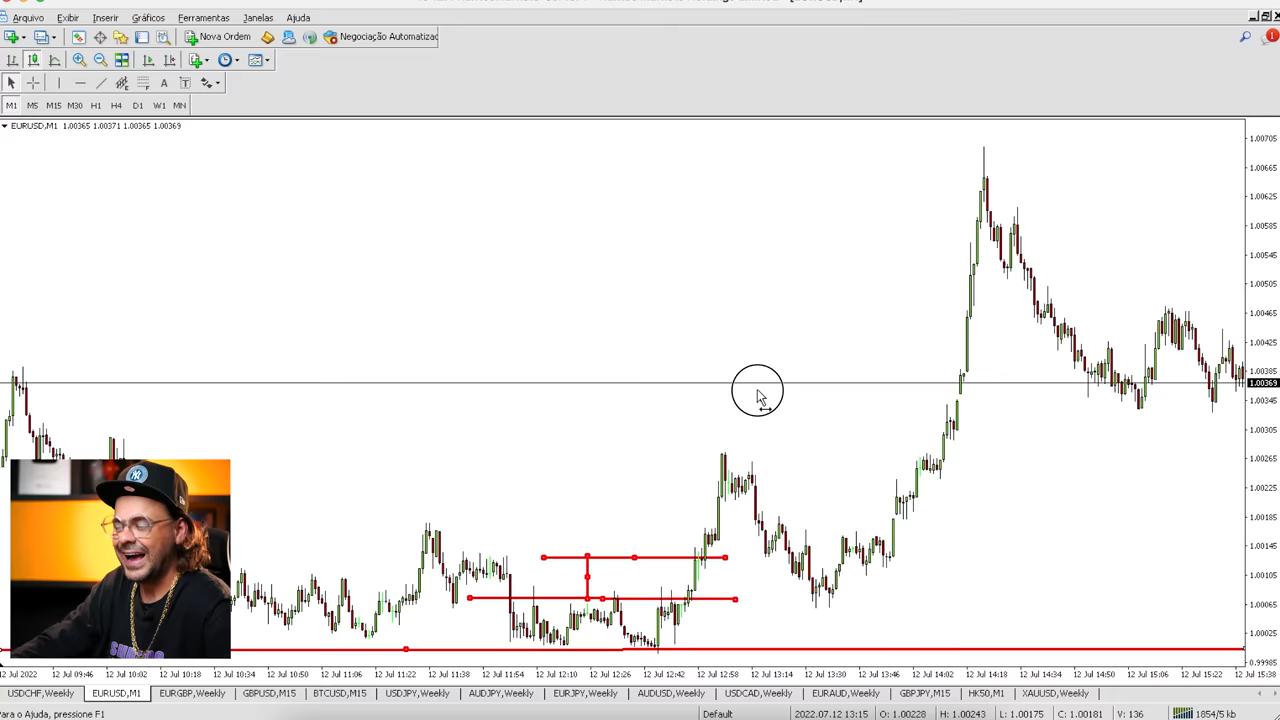 Arquivo Exibir Inserir Gráficos Ferramentas Janelas Ajuda
Nova Ordem Negociação Automatizad
1
A T
M1 M5 M15 M30 H1 H4 D1 W1 MN
EURUSD,M1 1.00365 1.00371 1.00365 1.00369
1.00705
1.00665
1.00625
1.00585
1.00545
1.00505
1.00465
1.00425
1.00385
1.00369
1.00345
1.00305
1.00265
1.00225
1.00185
1.00145
1.00105
1.00065
1.00025
0.99985
12 Jul 2022 12 Jul 09:46 12 Jul 10:02 12 Jul 10:18 12 Jul 10:34 12 Jul 10:50 12 Jul 11:06 12 Jul 11:22 12 Jul 11:38 12 Jul 11:54 12 Jul 12:10 12 Jul 12:26 12 Jul 12:42 12 Jul 12:58 12 Jul 13:14 12 Jul 13:30 12 Jul 13:46 12 Jul 14:02 12 Jul 14:18 12 Jul 14:34 12 Jul 14:50 12 Jul 15:06 12 Jul 15:22 12 Jul 15:38
USDCHF,Weekly EURUSD,M1 EURGBP,Weekly GBPUSD,M15 BTCUSD,M15 USDJPY,Weekly AUDJPY,Weekly EURJPY,Weekly AUDUSD,Weekly USDCAD,Weekly EURAUD,Weekly GBPJPY,M15 HK50,M1 XAUUSD,Weekly
Para o Ajuda, pressione F1 Default 2022.07.12 13:15 O: 1.00228 H: 1.00243 L: 1.00175 C: 1.00181 V: 136 1854/5 kb